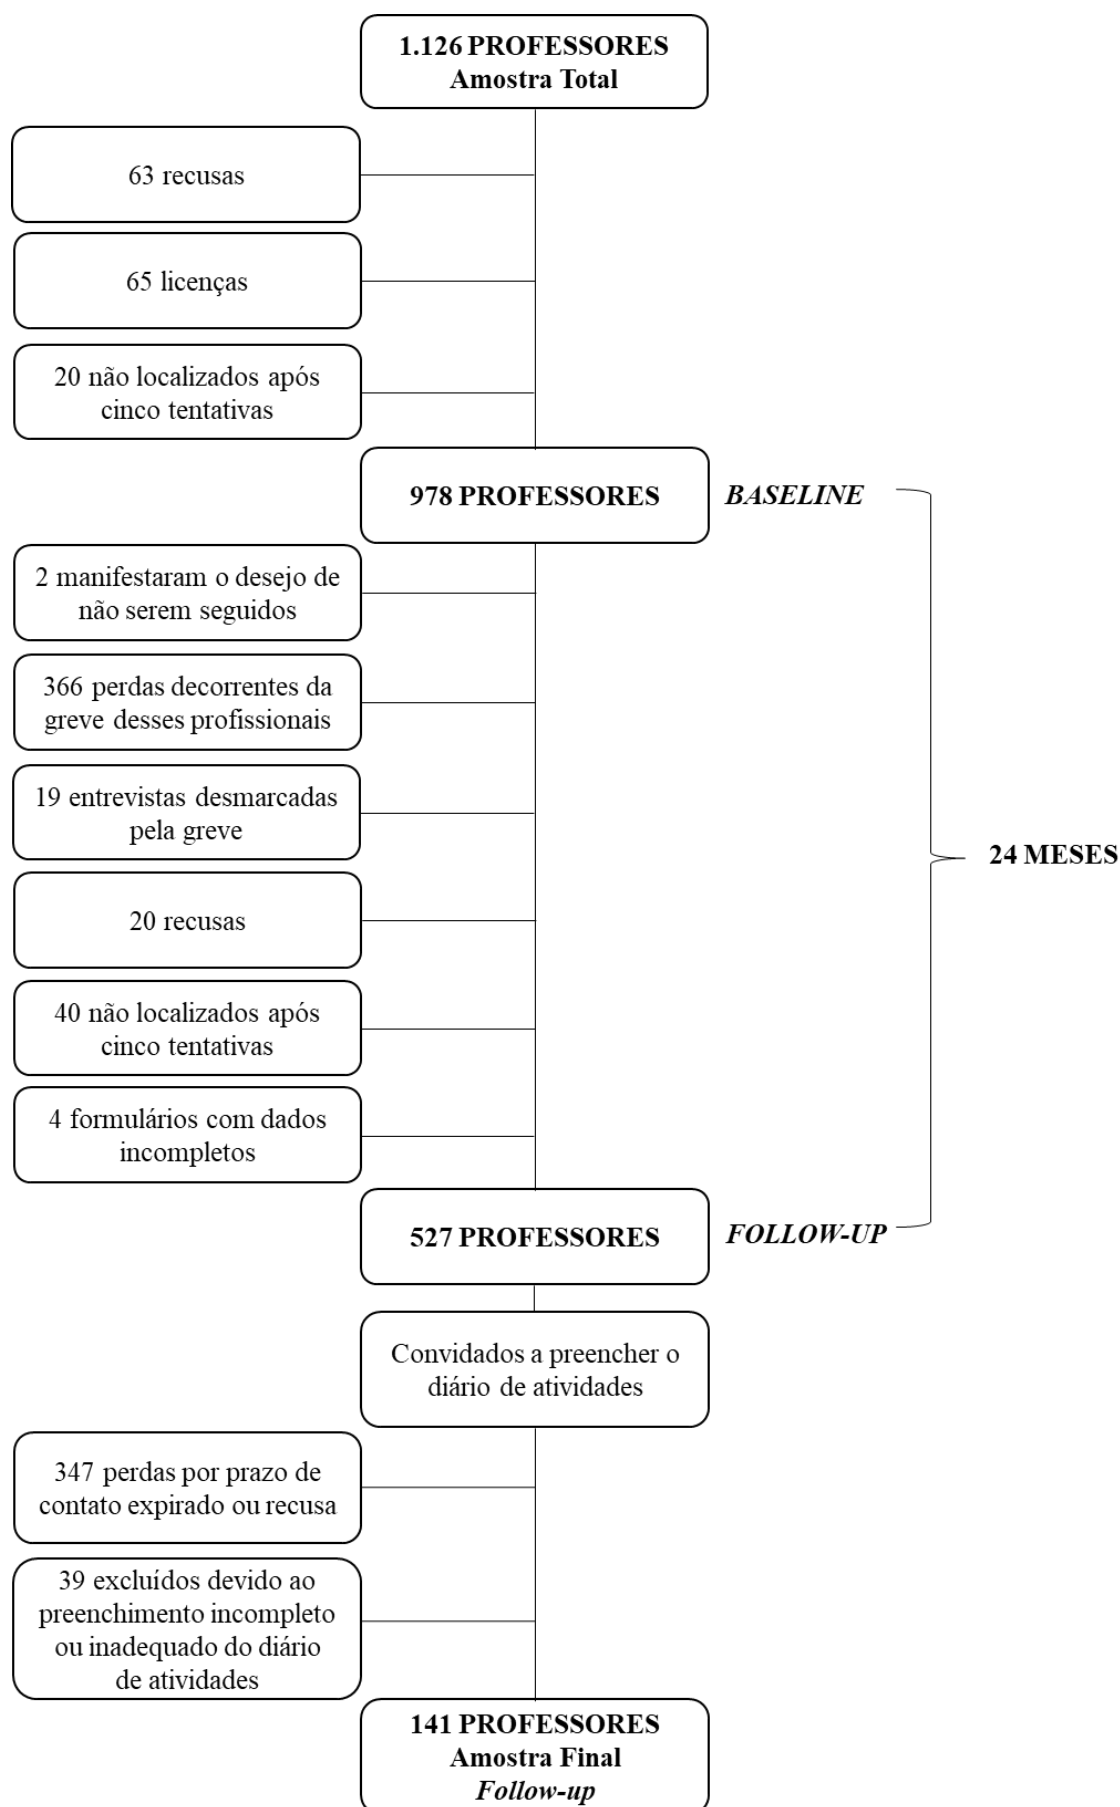 1.126 PROFESSORES
Amostra Total
63 recusas
65 licenças
20 não localizados após
cinco tentativas
978 PROFESSORES
BASELINE
2 manifestaram o desejo de
não serem seguidos
366 perdas decorrentes da
greve desses profissionais
19 entrevistas desmarcadas
pela greve
24 MESES
20 recusas
40 não localizados após
cinco tentativas
4 formulários com dados
incompletos
527 PROFESSORES
FOLLOW-UP
Convidados a preencher o
diário de atividades
347 perdas por prazo de
contato expirado ou recusa
39 excluídos devido ao
preenchimento incompleto
ou inadequado do diário
de atividades
141 PROFESSORES
Amostra Final
Follow-up